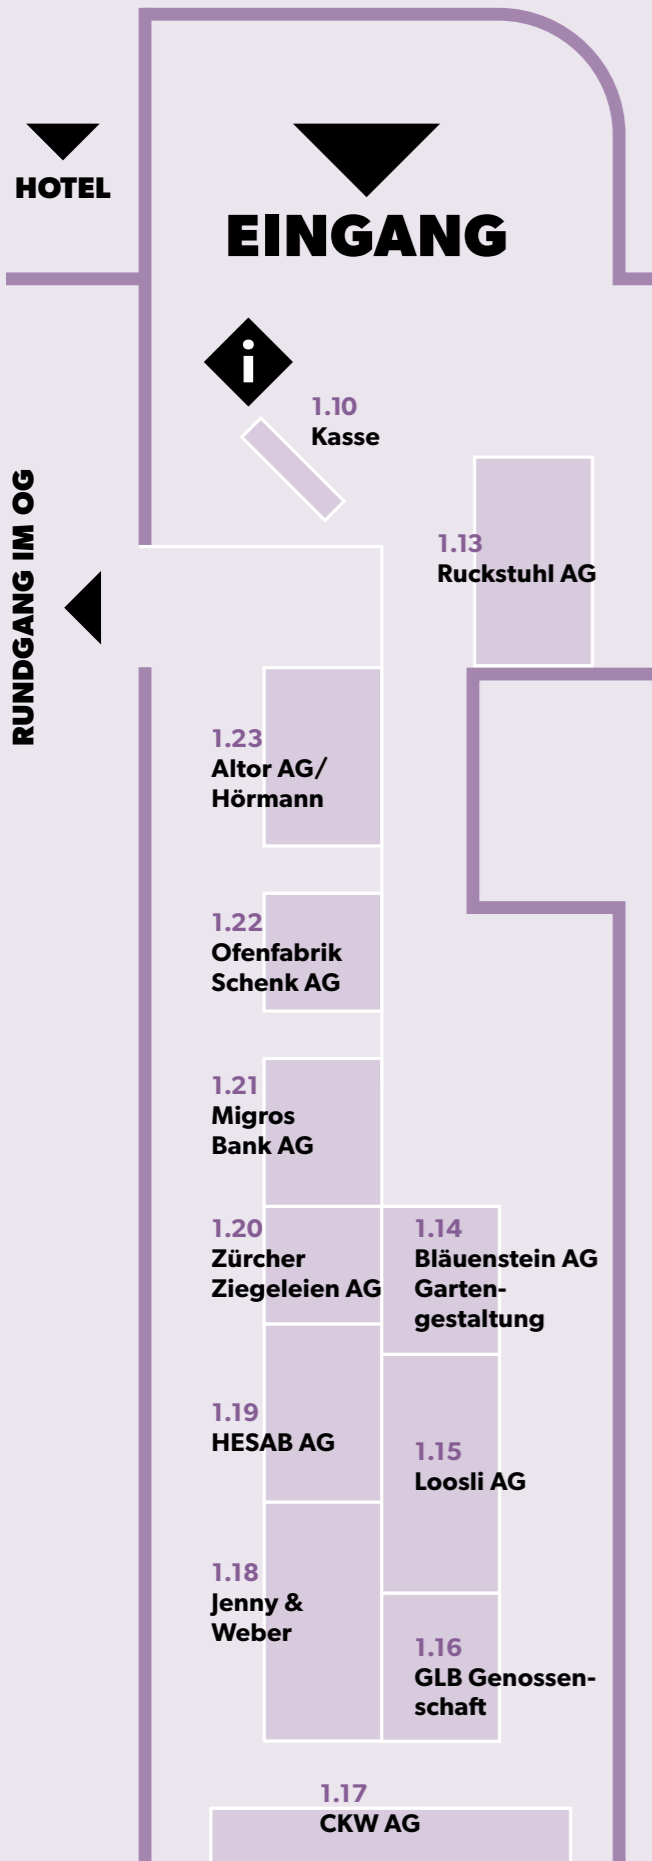 HOTEL
EINGANG
i
1.10
Kasse
RUNDGANG IM OG
1.13
Ruckstuhl AG
1.23
Altor AG/
Hörmann
1.22
Ofenfabrik
Schenk AG
1.21
Migros
Bank AG
1.20
Zürcher
Ziegeleien AG
1.14
Bläuenstein AG
Garten-
gestaltung
1.19
HESAB AG
1.15
Loosli AG
1.18
Jenny &
Weber
1.16
GLB Genossen-
schaft
1.17
CKW AG